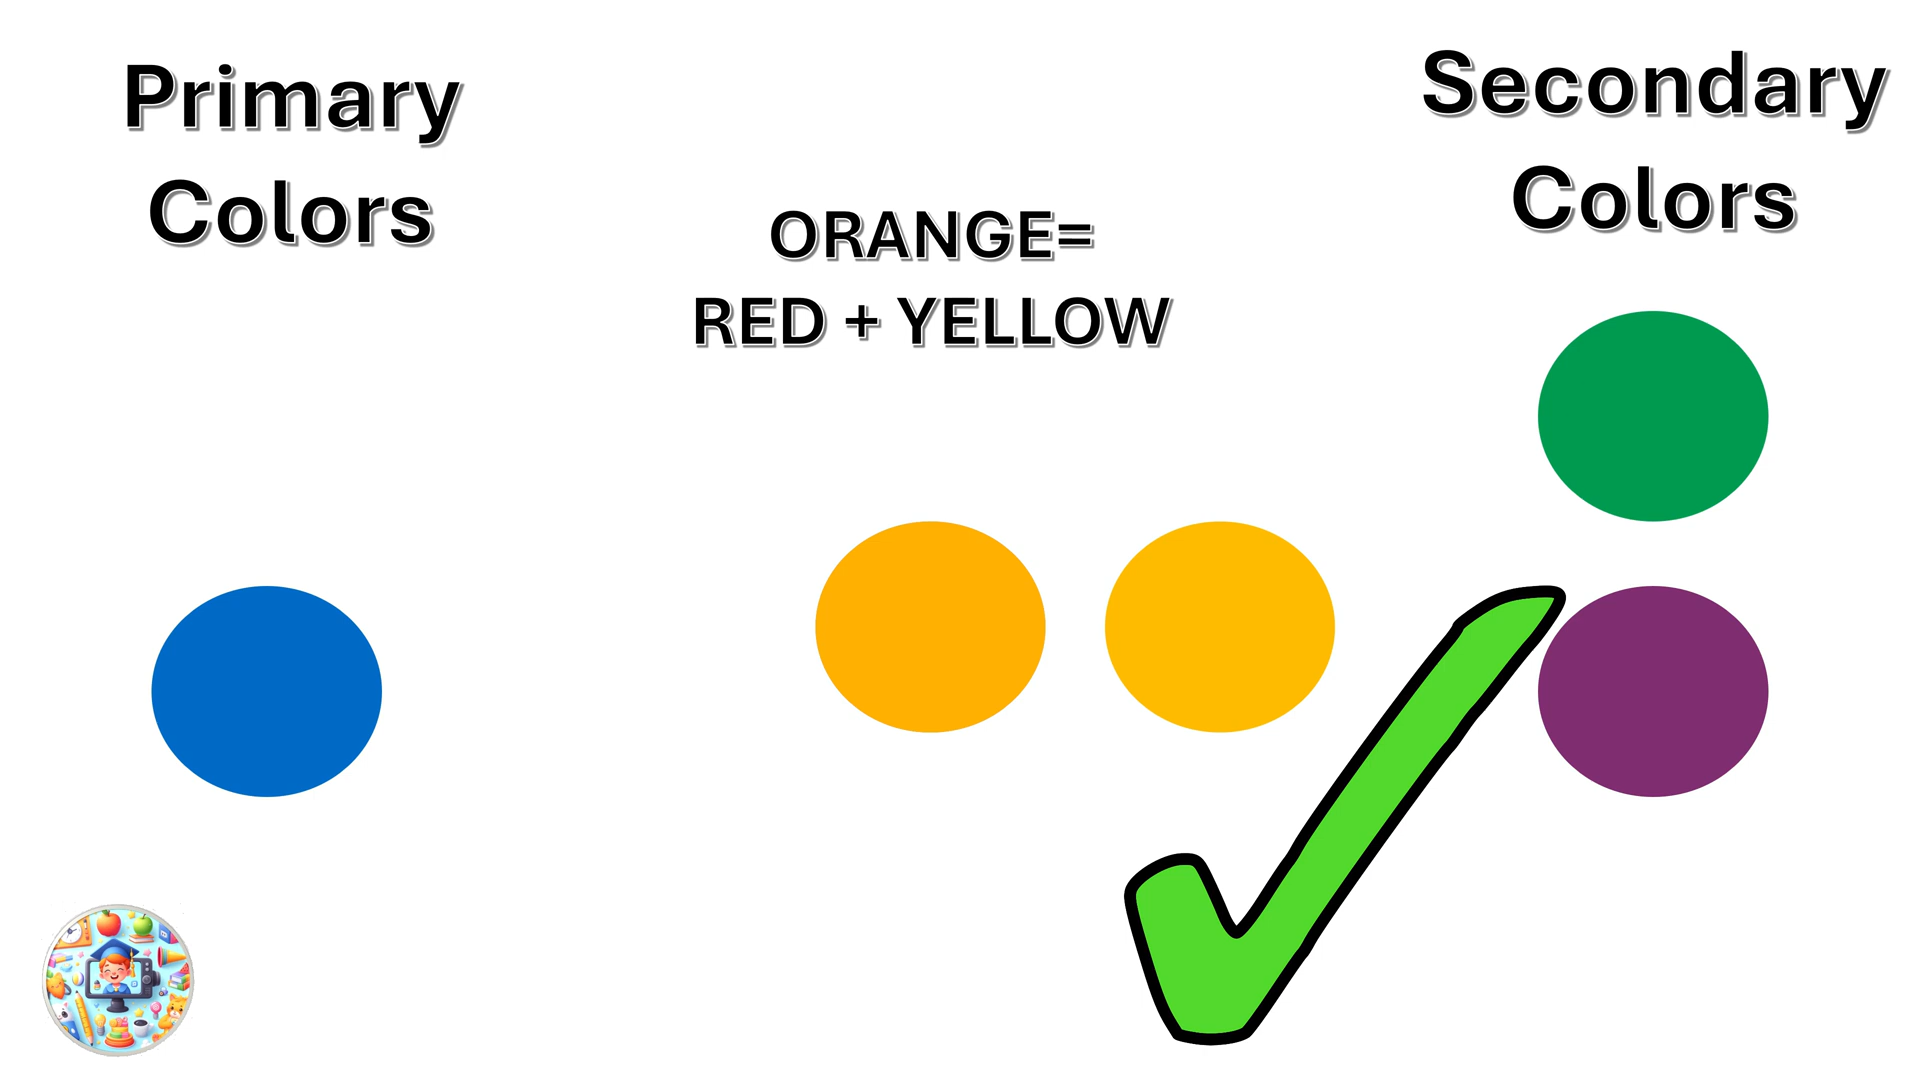 Primary
Colors
ORANGE=
RED + YELLOW
Secondary
Colors